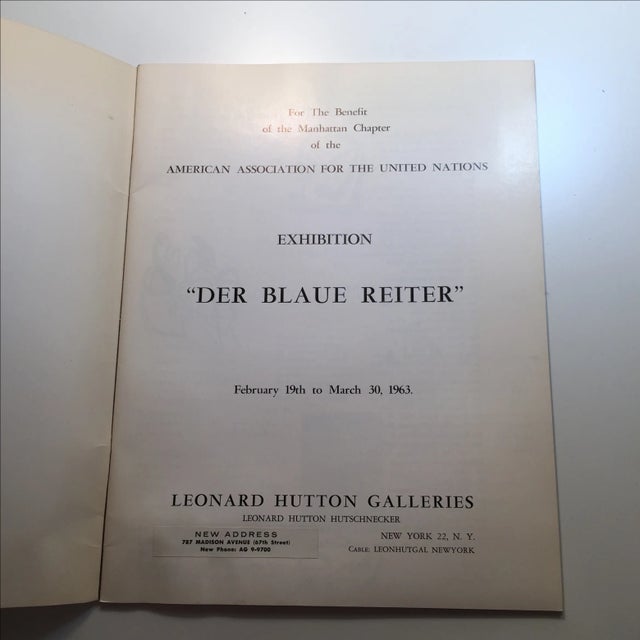 For The Benefit
of the Manhattan Chapter
of the
AMERICAN ASSOCIATION FOR THE UNITED NATIONS
EXHIBITION
“DER BLAUE REITER”
February 19th to March 30, 1963.
LEONARD HUTTON GALLERIES
LEONARD HUTTON HUTSCHNECKER
NEW ADDRESS
787 MADISON AVENUE (67th Street)
New Phone: AG 9-9700
NEW YORK 22, N. Y.
CABLE: LEONHUTGAL NEWYORK